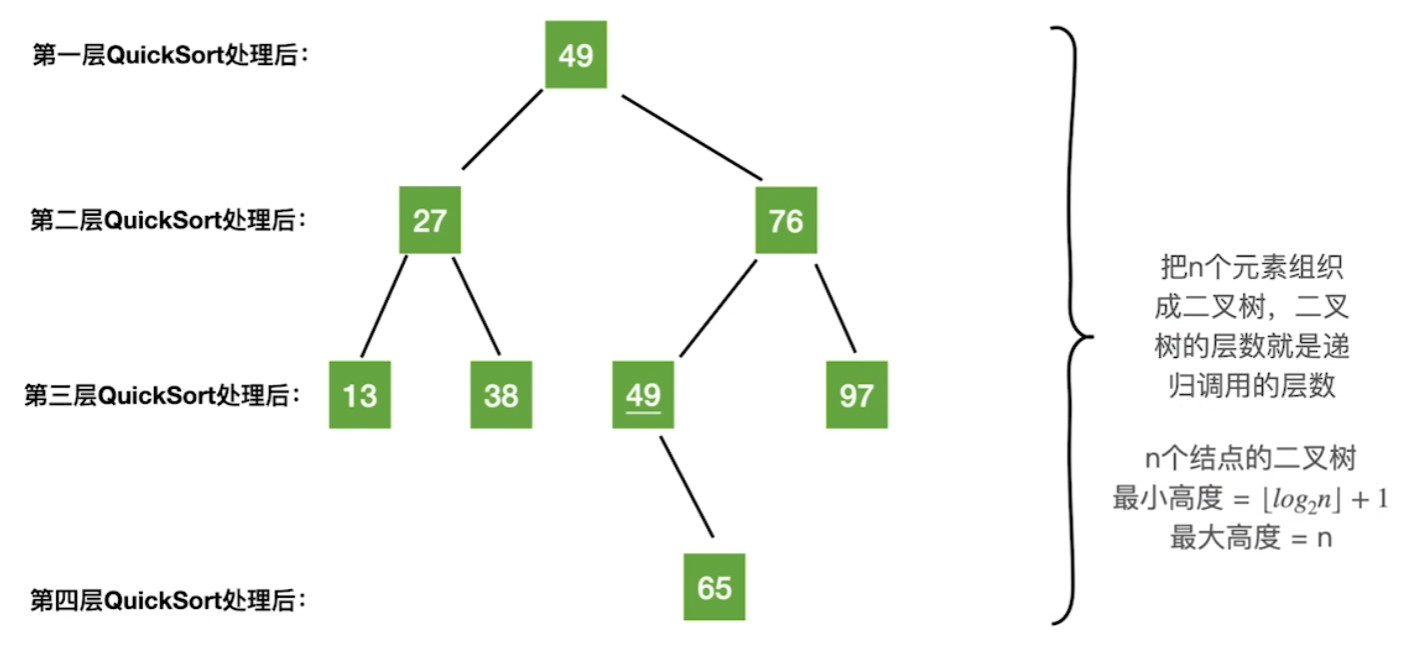 第一层QuickSort处理后：
49
第二层QuickSort处理后：
27
76
第三层QuickSort处理后：
13
38
49
97
第四层QuickSort处理后：
65
把n个元素组织
成二叉树，二叉
树的层数就是递
归调用的层数
n个结点的二叉树
最小高度 = ⌊log₂n⌋ + 1
最大高度 = n